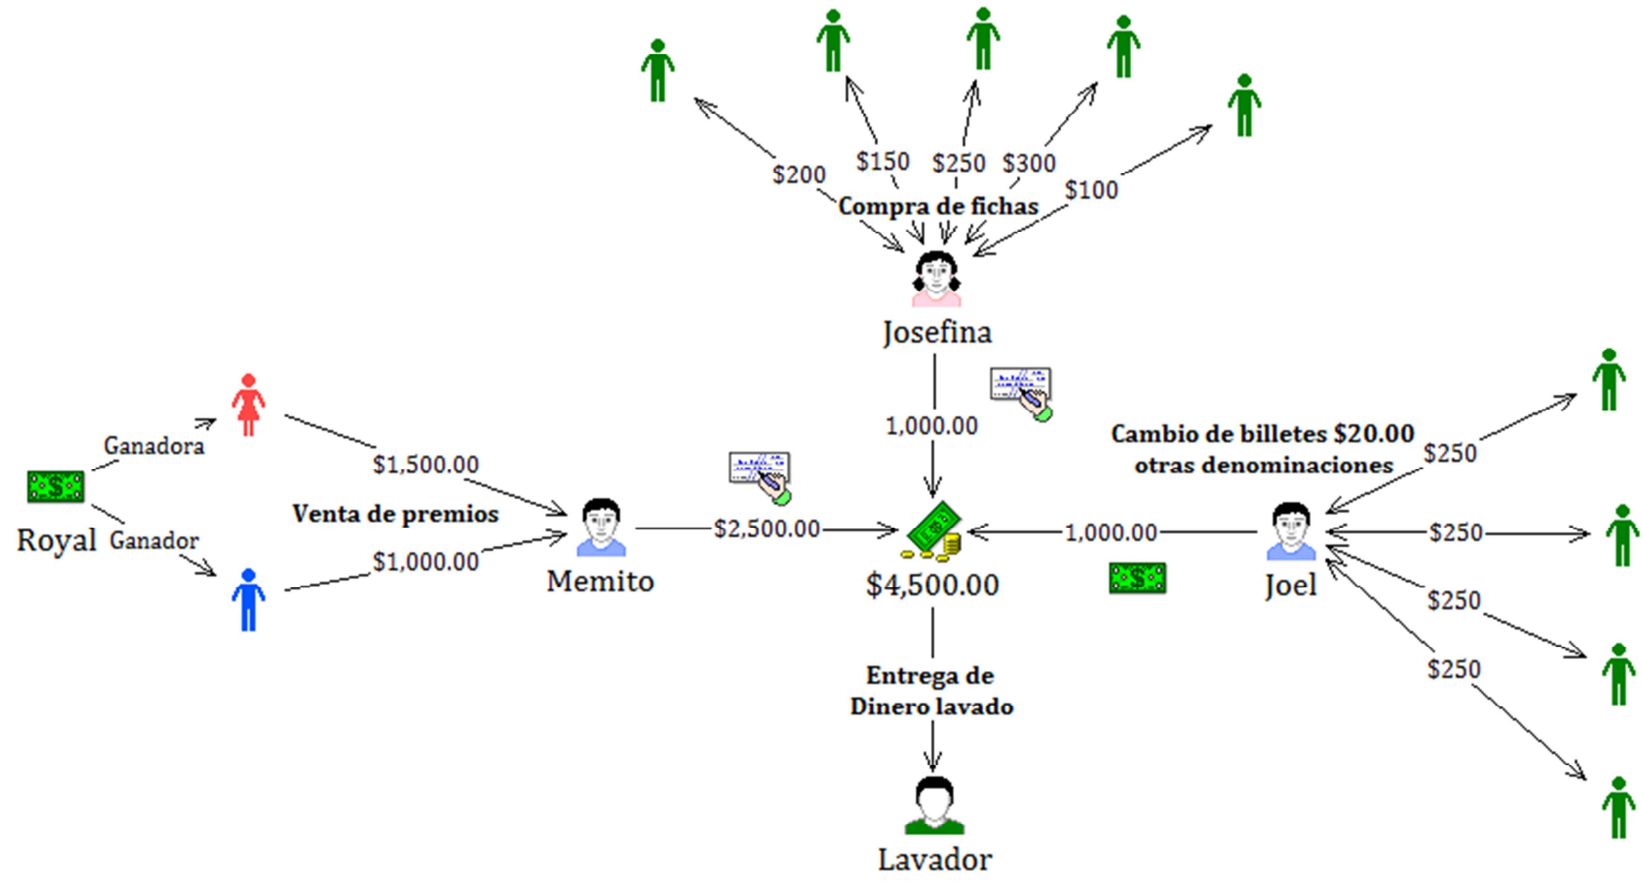 $200
$150
$250
$300
$100
Compra de fichas
Josefina
1,000.00
Ganadora
Royal
Ganador
$1,500.00
Venta de premios
$1,000.00
Memito
$2,500.00
$4,500.00
1,000.00
Joel
Cambio de billetes $20.00
otras denominaciones
$250
$250
$250
$250
Entrega de
Dinero lavado
Lavador